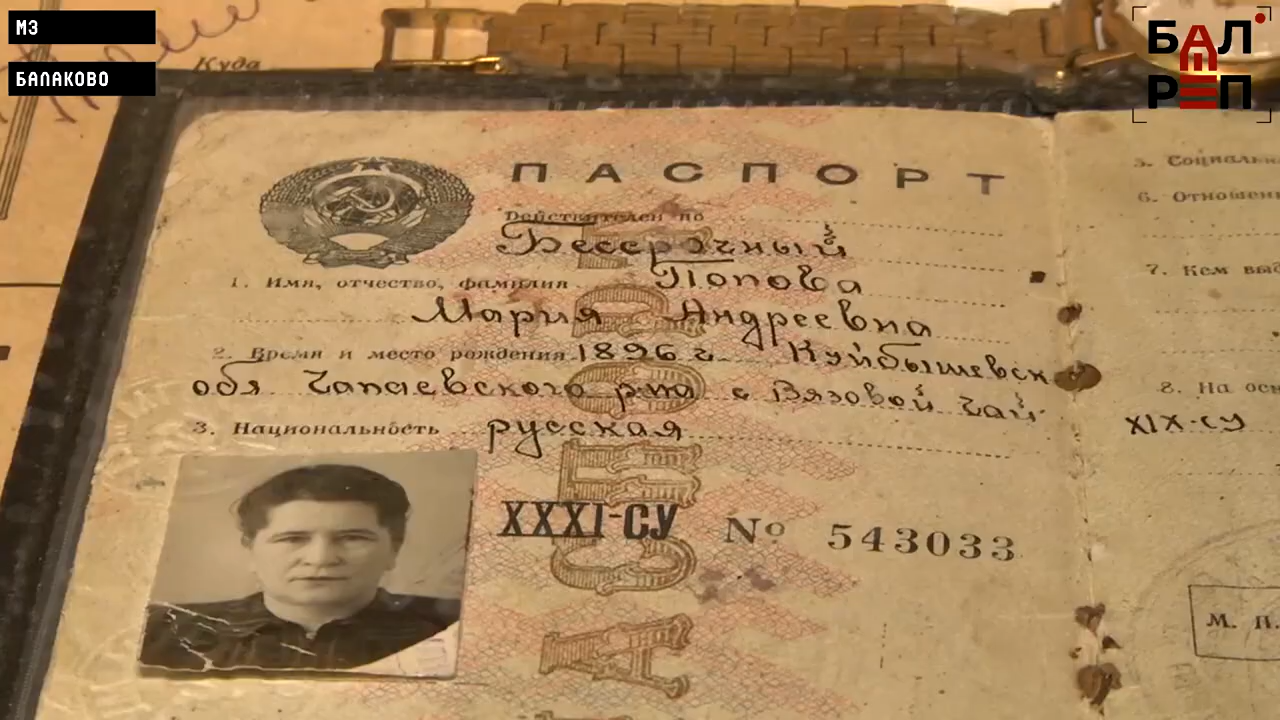 МЗ
БАЛАКОВО
БАЛ
РЕП
Куда
ПАСПОРТ
Действителен по
Бессрочный
1. Имя, отчество, фамилия Попова
Мария Андреевна
2. Время и место рождения 1896 г. Куйбышевск
обл Чапаевского р-на с Вязовой Гай
3. Национальность русская
XXXI-СУ № 543033
ПАСПОРТ
5. Социальн
6. Отношени
7. Кем выд
8. На осн
XIX-СУ
М. П.